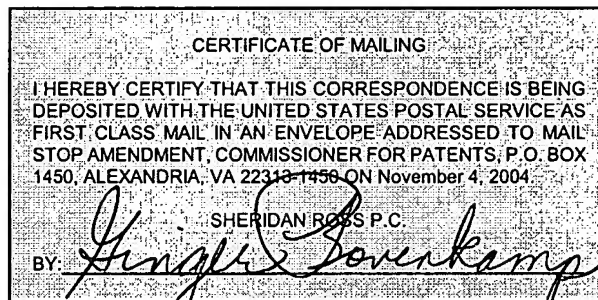 CERTIFICATE OF MAILING
I HEREBY CERTIFY THAT THIS CORRESPONDENCE IS BEING
DEPOSITED WITH THE UNITED STATES POSTAL SERVICE AS
FIRST CLASS MAIL IN AN ENVELOPE ADDRESSED TO MAIL
STOP AMENDMENT, COMMISSIONER FOR PATENTS, P.O. BOX
1450, ALEXANDRIA, VA 22313-1450 ON November 4, 2004
SHERIDAN ROSS P.C.
BY: Ginger Bovenkamp